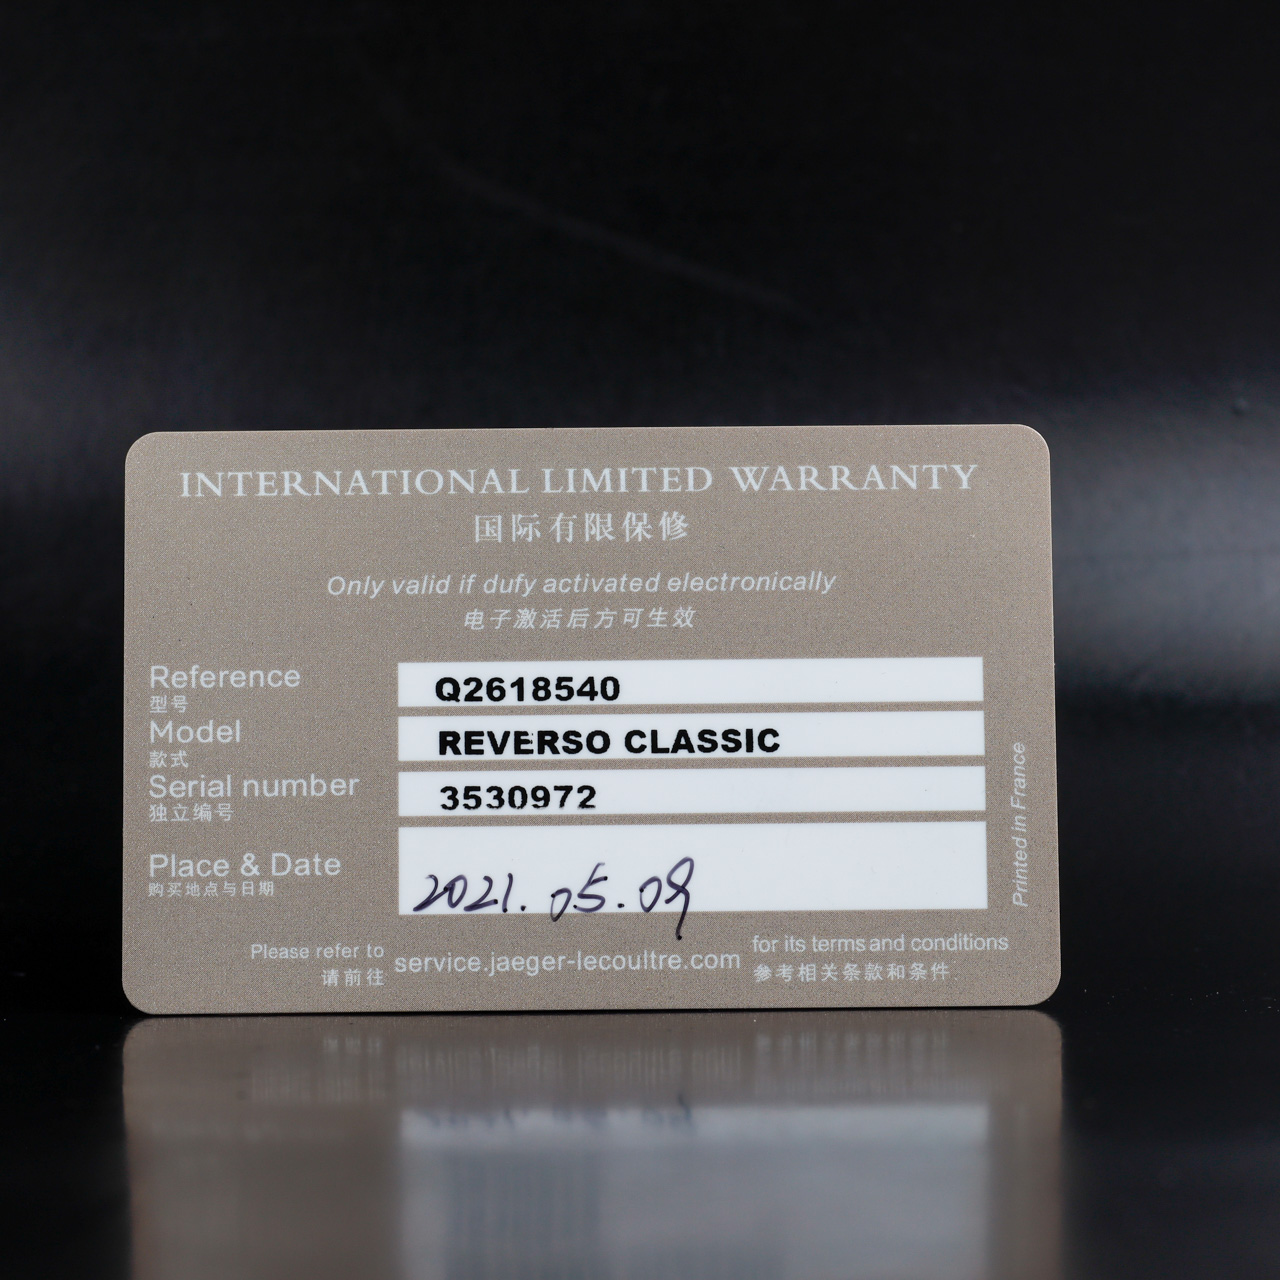 INTERNATIONAL LIMITED WARRANTY
国际有限保修
Only valid if dufy activated electronically
电子激活后方可生效
Reference Q2618540
型号
Model REVERSO CLASSIC
款式
Serial number 3530972
独立编号
Place & Date 2021.05.09
购买地点与日期
Please refer to service.jaeger-lecoultre.com for its terms and conditions
请前往 参考相关条款和条件
Printed in France